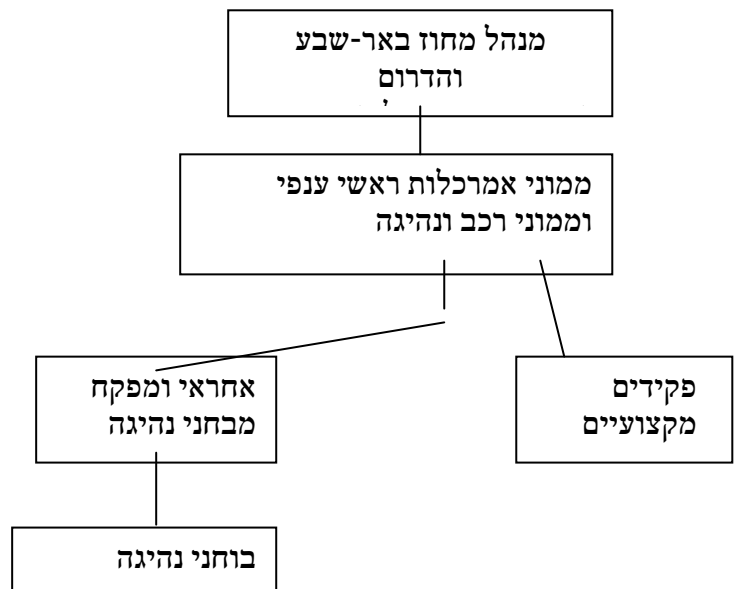 מנהל מחוז באר-שבע
והדרום
ממוני אמרכלות ראשי ענפי
וממוני רכב ונהיגה
אחראי ומפקח
מבחני נהיגה
פקידים
מקצועיים
בוחני נהיגה